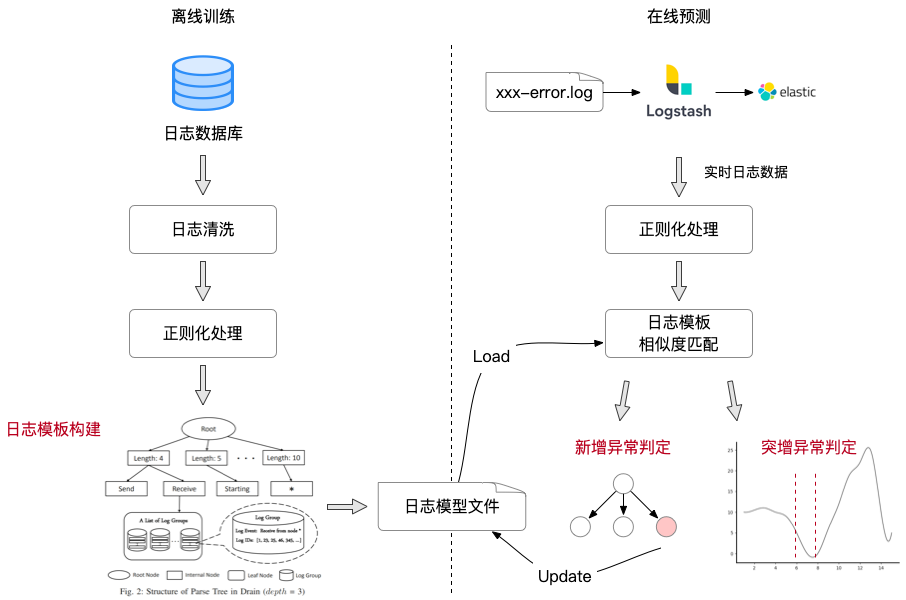 离线训练
在线预测
日志数据库
xxx-error.log
Logstash
elastic
实时日志数据
日志清洗
正则化处理
正则化处理
日志模板
相似度匹配
Load
日志模板构建
Root
Length: 4
Length: 5
. . .
Length: 10
Send
Receive
Starting
*
A List of Log Groups
...
Log Group
Log Event: Receive from node *
Log IDs: [1, 23, 25, 46, 345, ...]
Root Node
Internal Node
Leaf Node
Log Group
Fig. 2: Structure of Parse Tree in Drain (depth = 3)
日志模型文件
新增异常判定
Update
突增异常判定
25
20
15
10
5
0
2
4
6
8
10
12
14